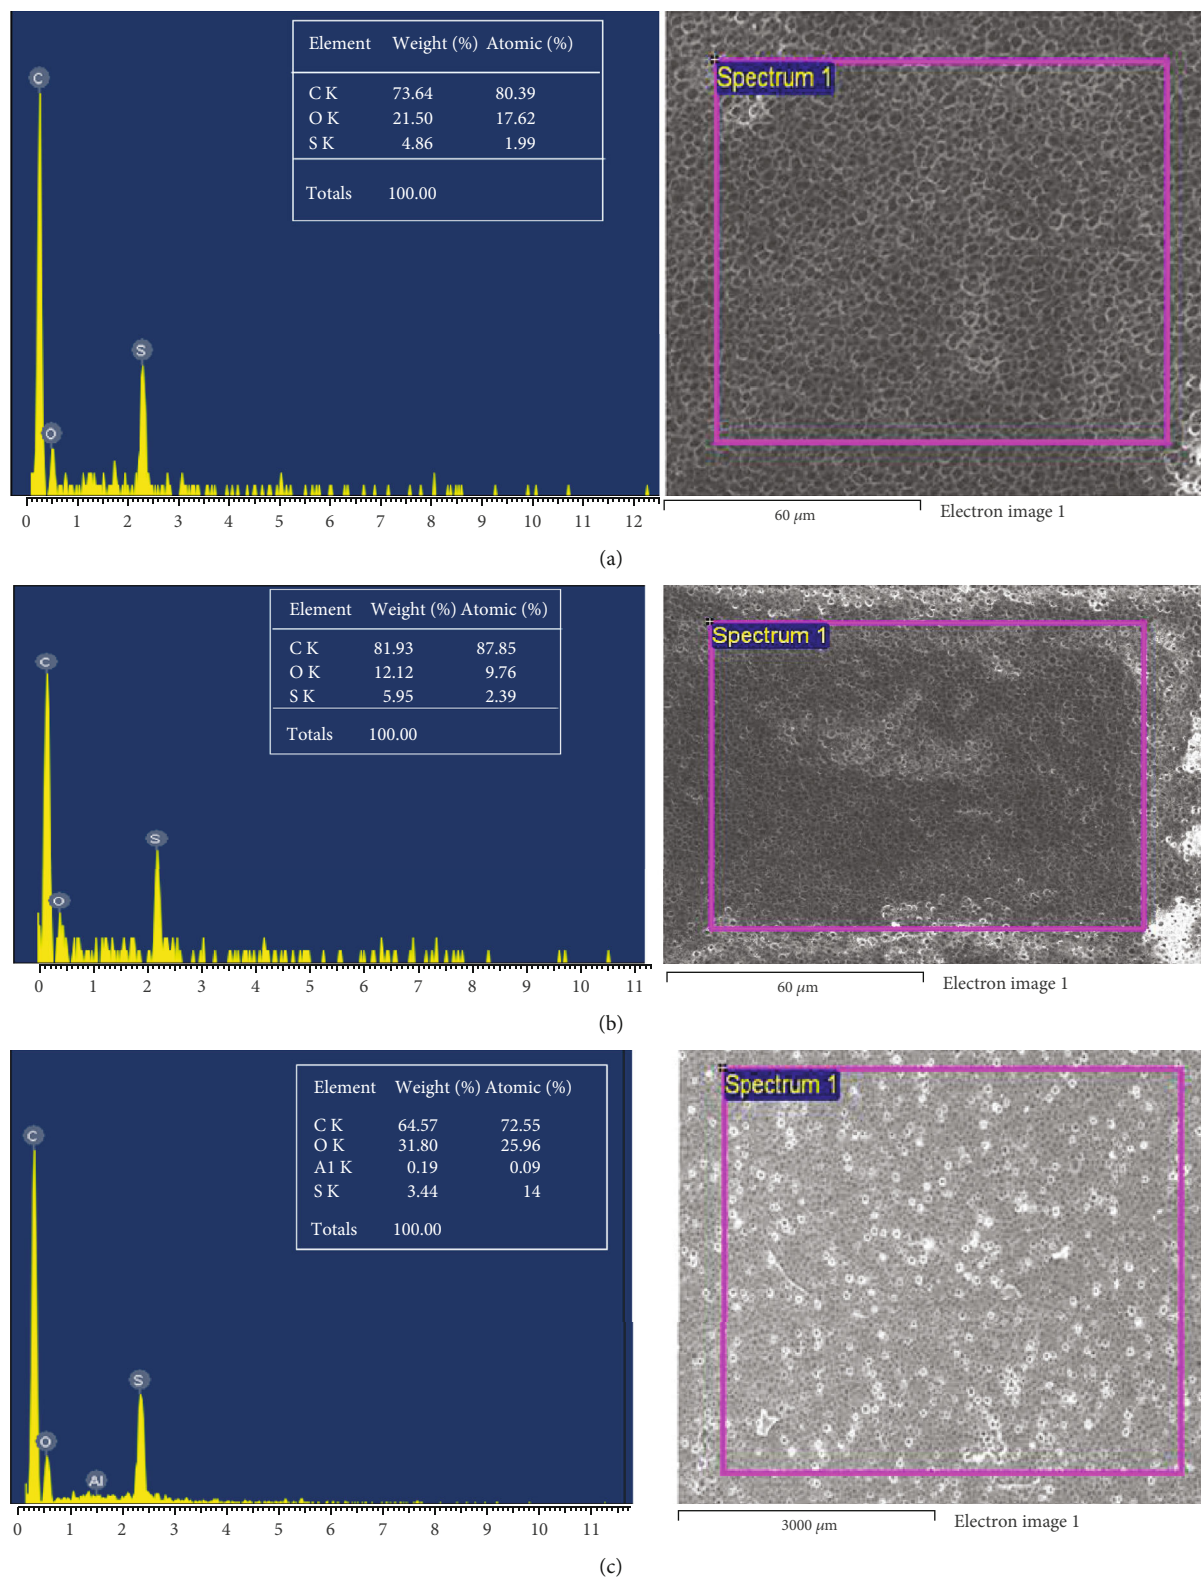 C
O
S
Element Weight (%) Atomic (%)
C K 73.64 80.39
O K 21.50 17.62
S K 4.86 1.99
Totals 100.00
0 1 2 3 4 5 6 7 8 9 10 11 12
Spectrum 1
60 μm Electron image 1
(a)
C
O
S
Element Weight (%) Atomic (%)
C K 81.93 87.85
O K 12.12 9.76
S K 5.95 2.39
Totals 100.00
0 1 2 3 4 5 6 7 8 9 10 11
Spectrum 1
60 μm Electron image 1
(b)
C
O
Al
S
Element Weight (%) Atomic (%)
C K 64.57 72.55
O K 31.80 25.96
A1 K 0.19 0.09
S K 3.44 14
Totals 100.00
0 1 2 3 4 5 6 7 8 9 10 11
Spectrum 1
3000 μm Electron image 1
(c)